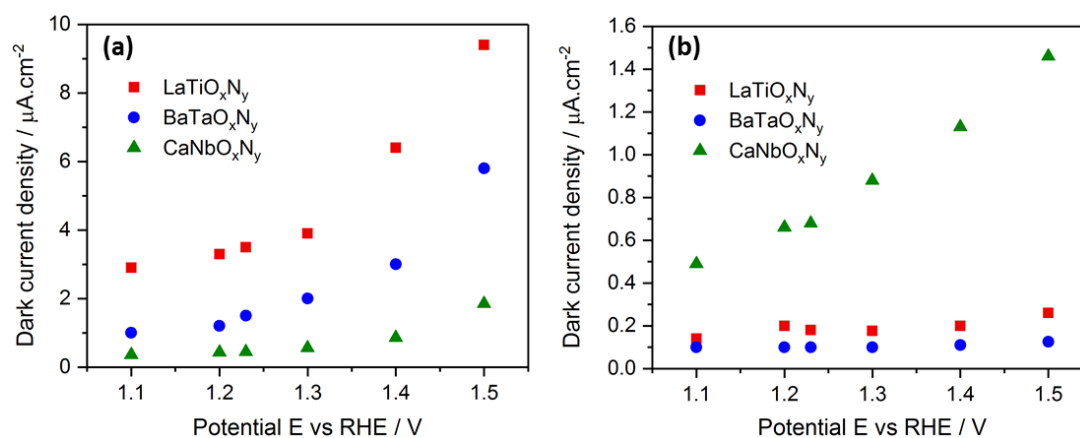 (a)
LaTiOxNy
BaTaOxNy
CaNbOxNy
Dark current density / µA.cm-2
10
8
6
4
2
0
1.1 1.2 1.3 1.4 1.5
Potential E vs RHE / V
(b)
LaTiOxNy
BaTaOxNy
CaNbOxNy
Dark current density / µA.cm-2
1.6
1.4
1.2
1.0
0.8
0.6
0.4
0.2
0.0
1.1 1.2 1.3 1.4 1.5
Potential E vs RHE / V